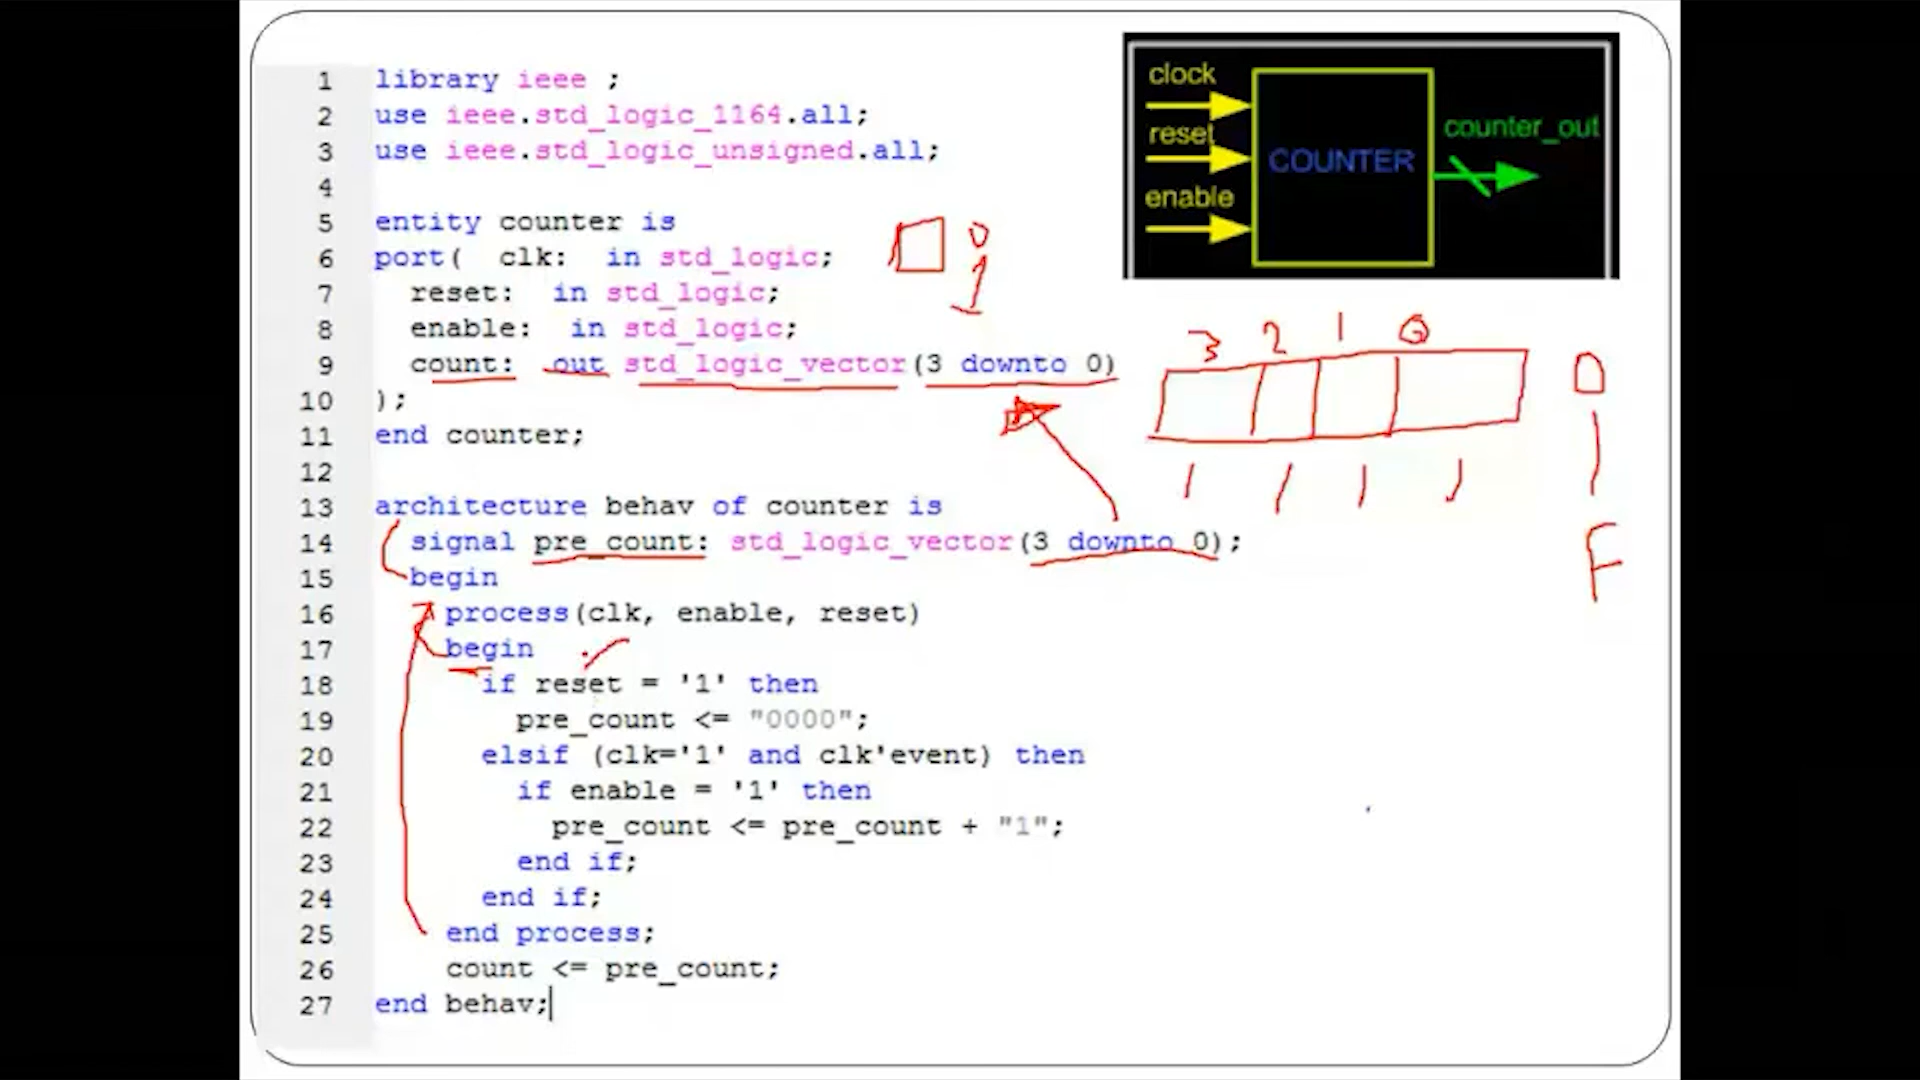 1 library ieee ;
2 use ieee.std_logic_1164.all;
3 use ieee.std_logic_unsigned.all;
4
5 entity counter is
6 port( clk: in std_logic;
7 reset: in std_logic;
8 enable: in std_logic;
9 count: out std_logic_vector(3 downto 0)
10 );
11 end counter;
12
13 architecture behav of counter is
14 signal pre_count: std_logic_vector(3 downto 0);
15 begin
16 process(clk, enable, reset)
17 begin
18 if reset = '1' then
19 pre_count <= "0000";
20 elsif (clk='1' and clk'event) then
21 if enable = '1' then
22 pre_count <= pre_count + "1";
23 end if;
24 end if;
25 end process;
26 count <= pre_count;
27 end behav;
clock
reset
enable
COUNTER
counter_out
0
1
3 2 1 0
1 1 1 1
0
F